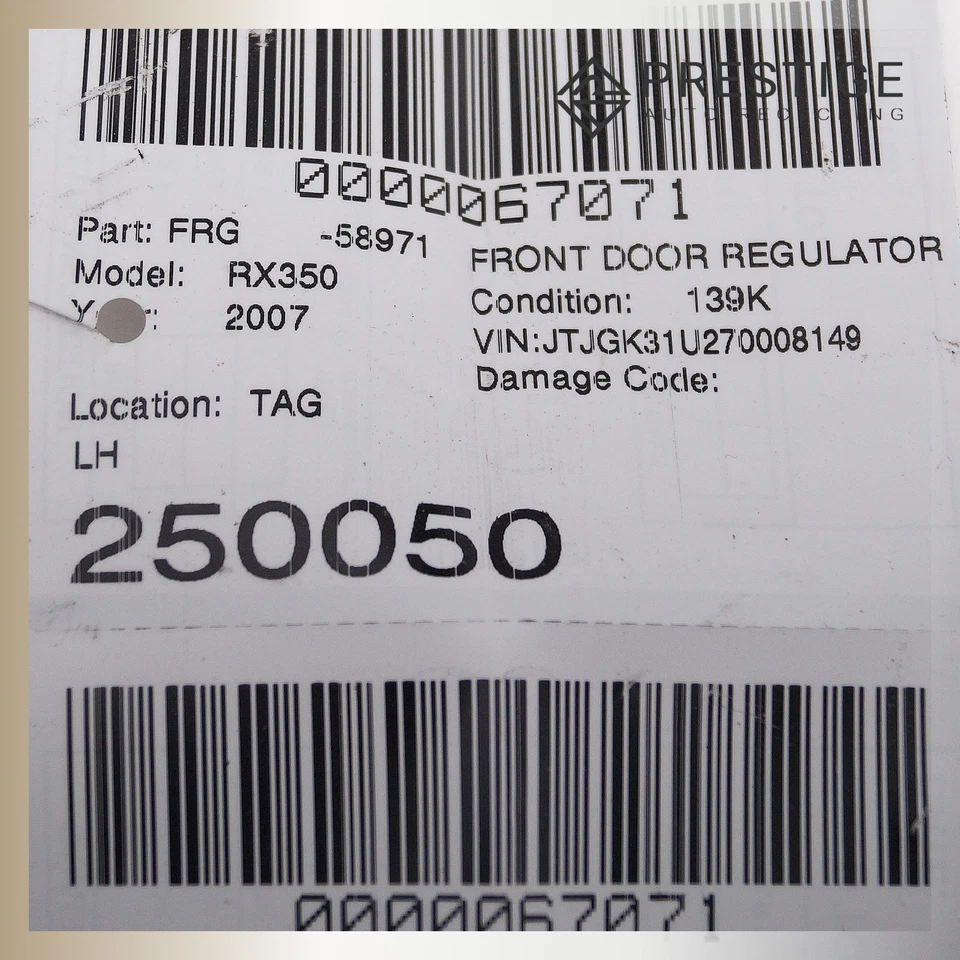 PRESTIGE
AUTO RECYCLING
0000067071
Part: FRG -58971
FRONT DOOR REGULATOR
Model: RX350
Condition: 139K
Year: 2007
VIN:JTJGK31U270008149
Damage Code:
Location: TAG
LH
250050
0000067071